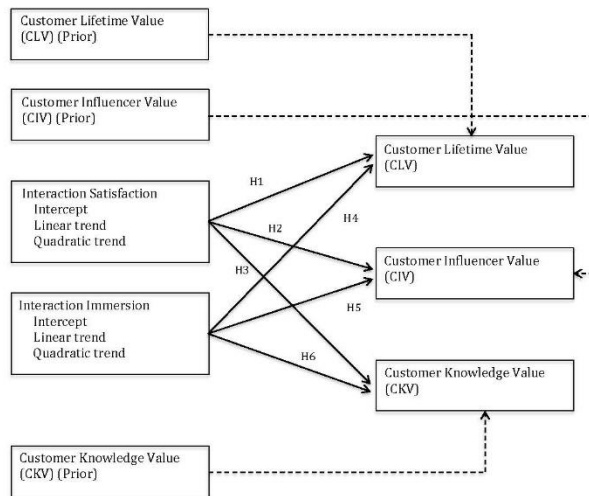 Customer Lifetime Value
(CLV) (Prior)
Customer Influencer Value
(CIV) (Prior)
Customer Lifetime Value
(CLV)
H1
Interaction Satisfaction
Intercept
Linear trend
Quadratic trend
H4
H2
H3
Customer Influencer Value
(CIV)
Interaction Immersion
Intercept
Linear trend
Quadratic trend
H5
H6
Customer Knowledge Value
(CKV)
Customer Knowledge Value
(CKV) (Prior)